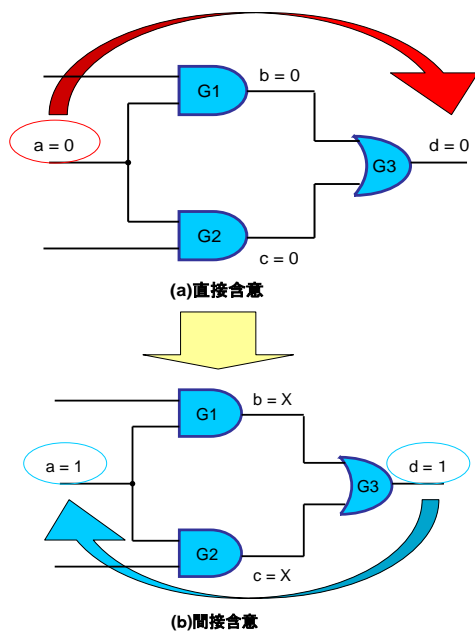 b = 0
G1
a = 0
G3
d = 0
G2
c = 0
(a)直接含意
b = X
G1
a = 1
G3
d = 1
G2
c = X
(b)間接含意